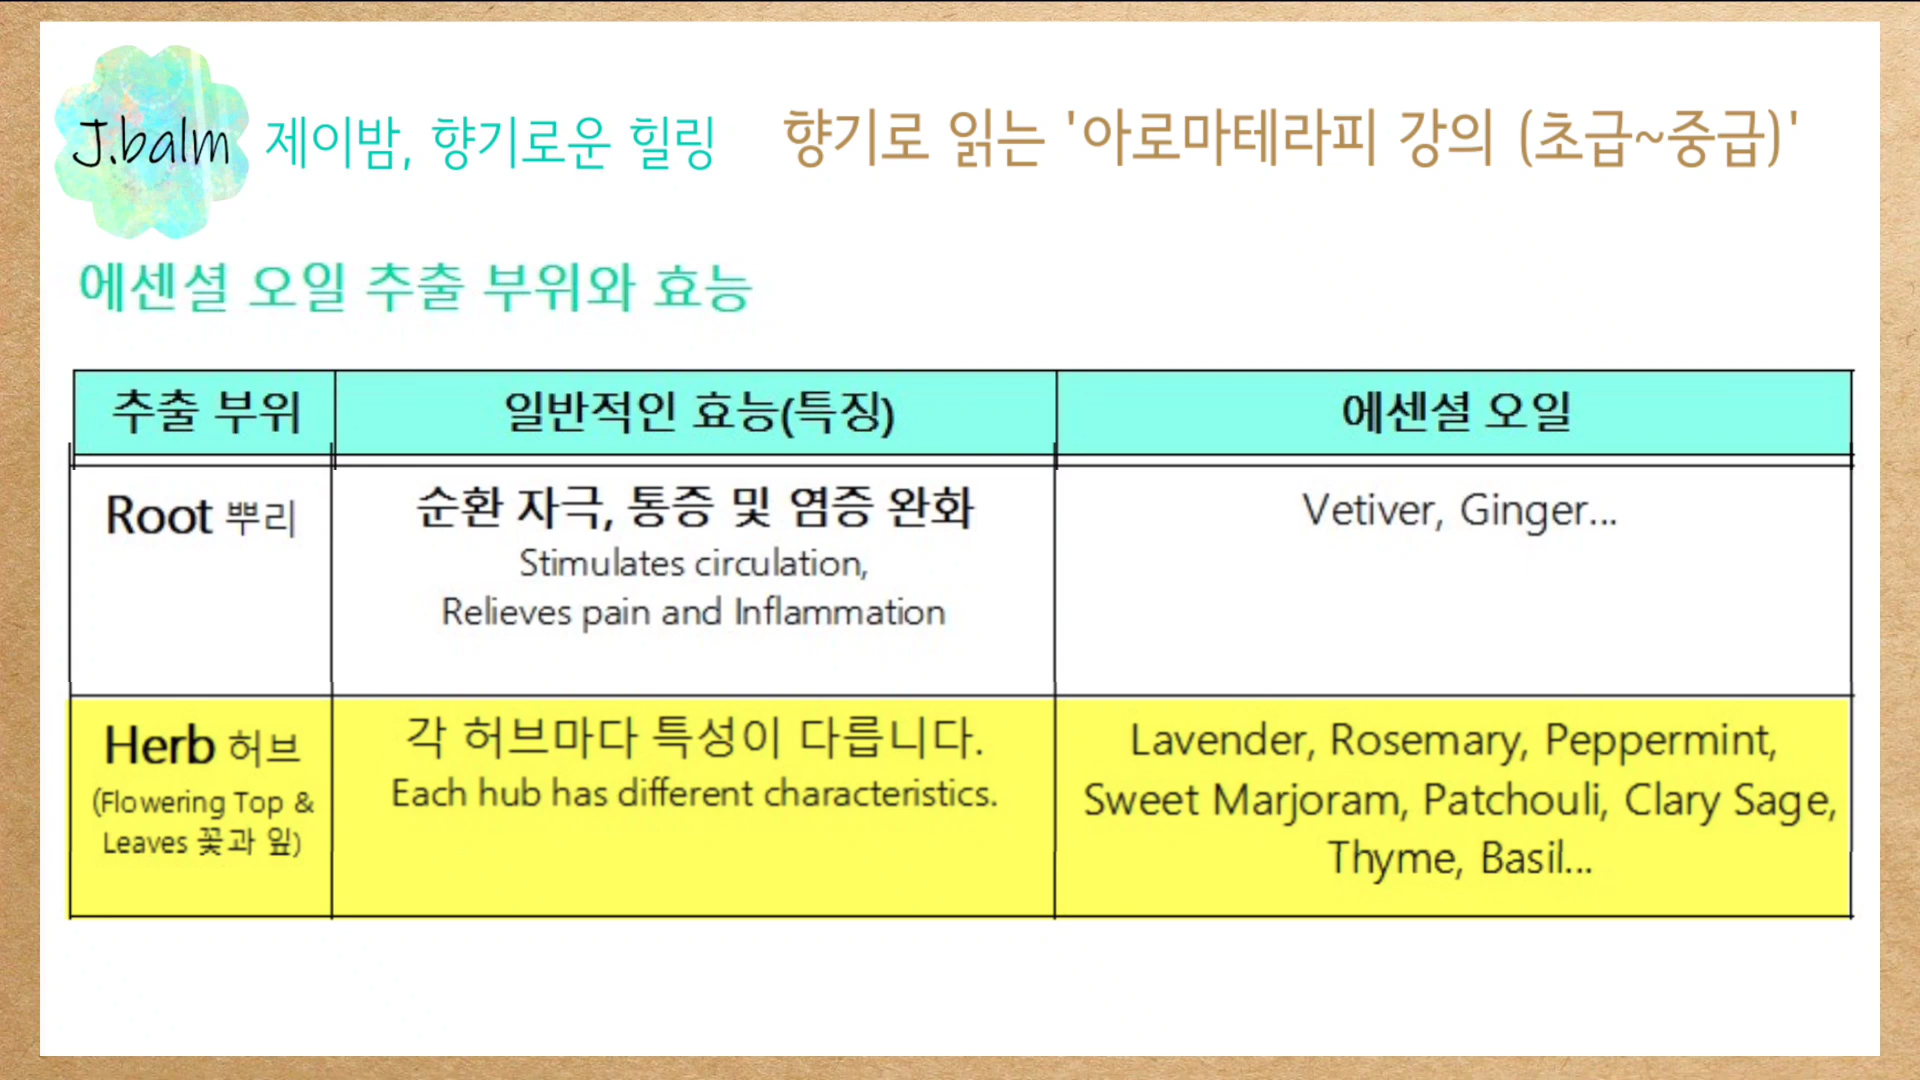 J.balm 제이밤, 향기로운 힐링 향기로 읽는 '아로마테라피 강의 (초급~중급)'
에센셜 오일 추출 부위와 효능
추출 부위 일반적인 효능(특징) 에센셜 오일
Root 뿌리
순환 자극, 통증 및 염증 완화
Stimulates circulation,
Relieves pain and Inflammation
Vetiver, Ginger...
Herb 허브
(Flowering Top &
Leaves 꽃과 잎)
각 허브마다 특성이 다릅니다.
Each hub has different characteristics.
Lavender, Rosemary, Peppermint,
Sweet Marjoram, Patchouli, Clary Sage,
Thyme, Basil...